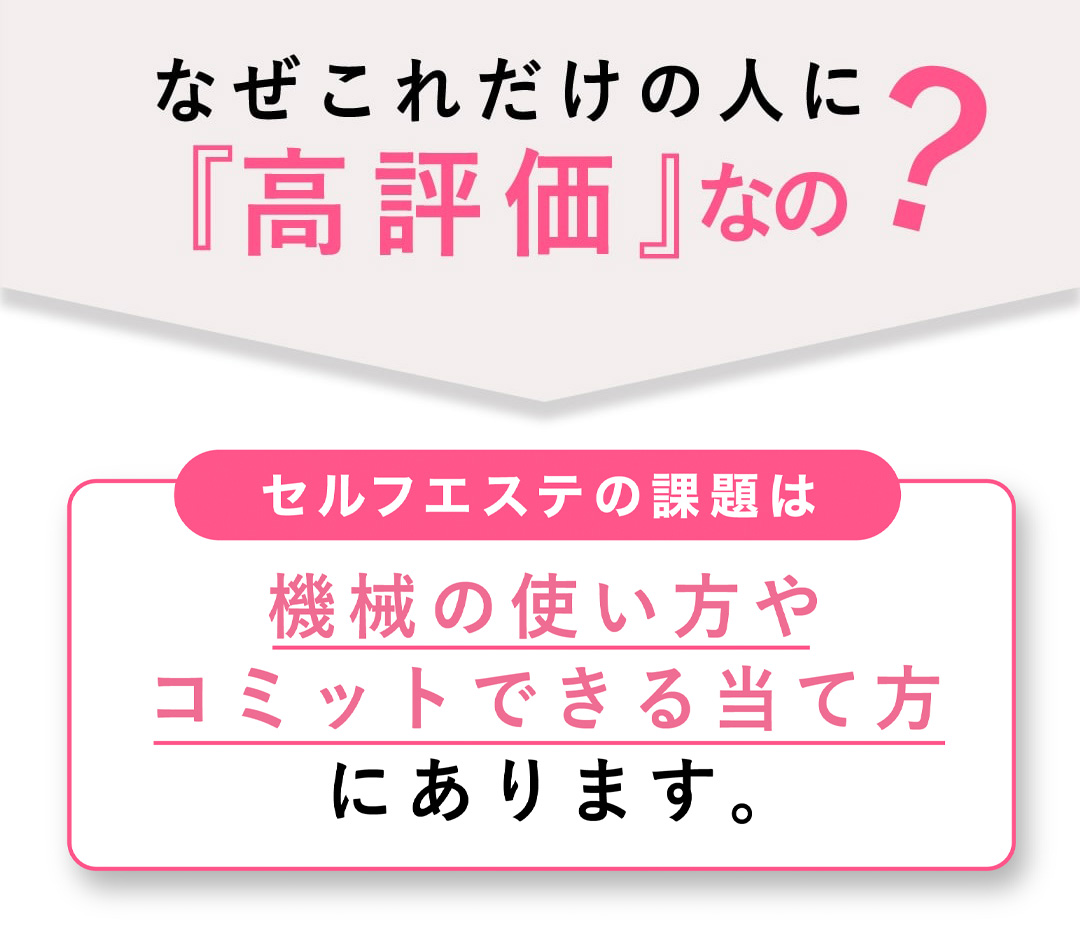 なぜこれだけの人に
『高評価』なの?
セルフエステの課題は
機械の使い方や
コミットできる当て方
にあります。